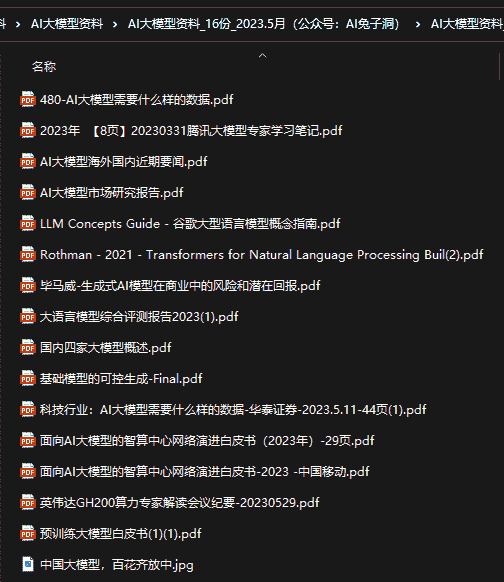 料 › AI大模型资料 › AI大模型资料_16份_2023.5月（公众号：AI兔子洞） › AI大模型资料_
名称
480-AI大模型需要什么样的数据.pdf
2023年 【8页】20230331腾讯大模型专家学习笔记.pdf
AI大模型海外国内近期要闻.pdf
AI大模型市场研究报告.pdf
LLM Concepts Guide - 谷歌大型语言模型概念指南.pdf
Rothman - 2021 - Transformers for Natural Language Processing Buil(2).pdf
毕马威-生成式AI模型在商业中的风险和潜在回报.pdf
大语言模型综合评测报告2023(1).pdf
国内四家大模型概述.pdf
基础模型的可控生成-Final.pdf
科技行业：AI大模型需要什么样的数据-华泰证券-2023.5.11-44页(1).pdf
面向AI大模型的智算中心网络演进白皮书（2023年）-29页.pdf
面向AI大模型的智算中心网络演进白皮书-2023 -中国移动.pdf
英伟达GH200算力专家解读会议纪要-20230529.pdf
预训练大模型白皮书(1)(1).pdf
中国大模型，百花齐放中.jpg